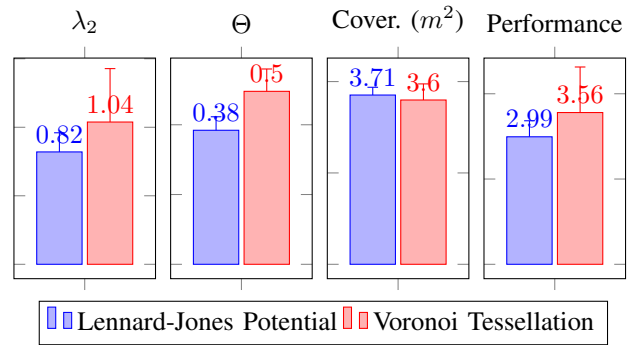 λ₂ Θ Cover. (m²) Performance
0.82 1.04 0.38 0.5 3.71 3.6 2.99 3.56
Lennard-Jones Potential Voronoi Tessellation